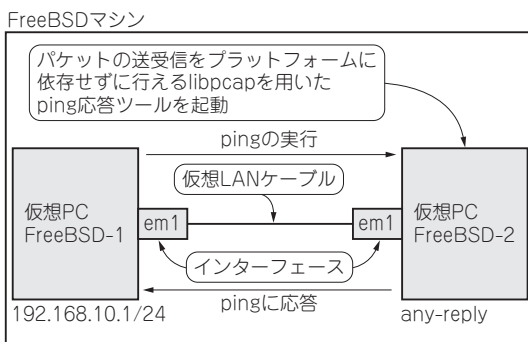 FreeBSDマシン
パケットの送受信をプラットフォームに
依存せずに行えるlibpcapを用いた
ping応答ツールを起動
pingの実行
仮想LANケーブル
仮想PC
FreeBSD-1
em1
em1
仮想PC
FreeBSD-2
インターフェース
pingに応答
192.168.10.1/24
any-reply